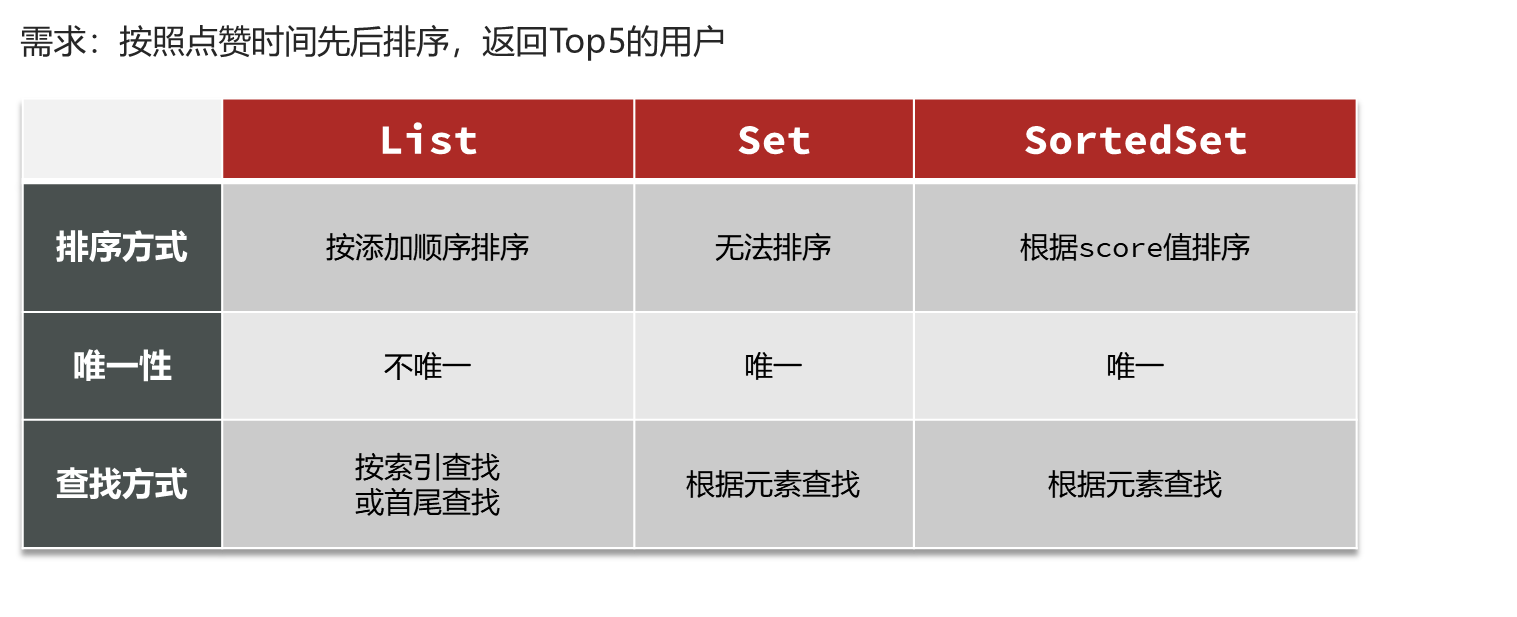 需求：按照点赞时间先后排序，返回Top5的用户
List Set SortedSet
排序方式 按添加顺序排序 无法排序 根据score值排序
唯一性 不唯一 唯一 唯一
查找方式 按索引查找 或首尾查找 根据元素查找 根据元素查找